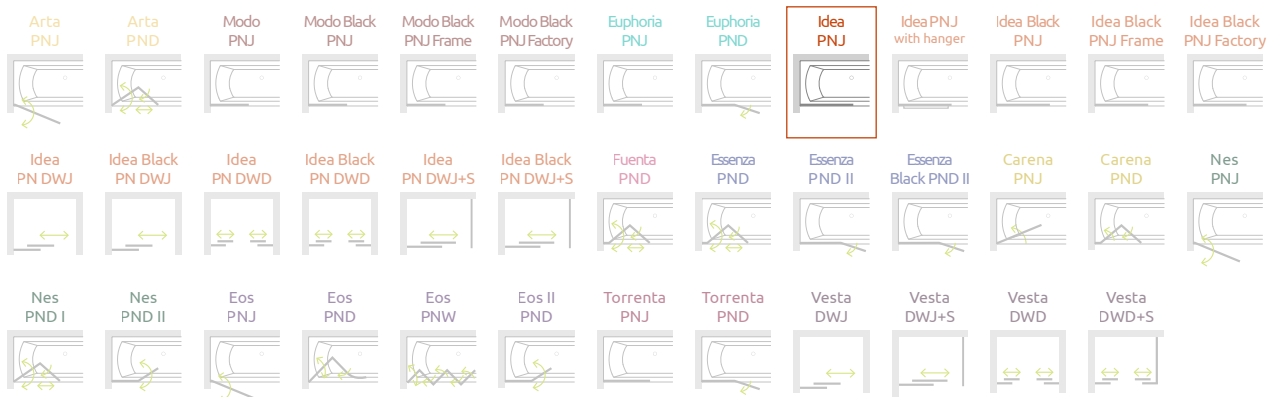 Arta
PNJ
Arta
PND
Modo
PNJ
Modo Black
PNJ
Modo Black
PNJ Frame
Modo Black
PNJ Factory
Euphoria
PNJ
Euphoria
PND
Idea
PNJ
Idea PNJ
with hanger
Idea Black
PNJ
Idea Black
PNJ Frame
Idea Black
PNJ Factory
Idea
PN DWJ
Idea Black
PN DWJ
Idea
PN DWD
Idea Black
PN DWD
Idea
PN DWJ+S
Idea Black
PN DWJ+S
Fuenta
PND
Essenza
PND
Essenza
PND II
Essenza
Black PND II
Carena
PNJ
Carena
PND
Nes
PNJ
Nes
PND I
Nes
PND II
Eos
PNJ
Eos
PND
Eos
PNW
Eos II
PND
Torrenta
PNJ
Torrenta
PND
Vesta
DWJ
Vesta
DWJ+S
Vesta
DWD
Vesta
DWD+S